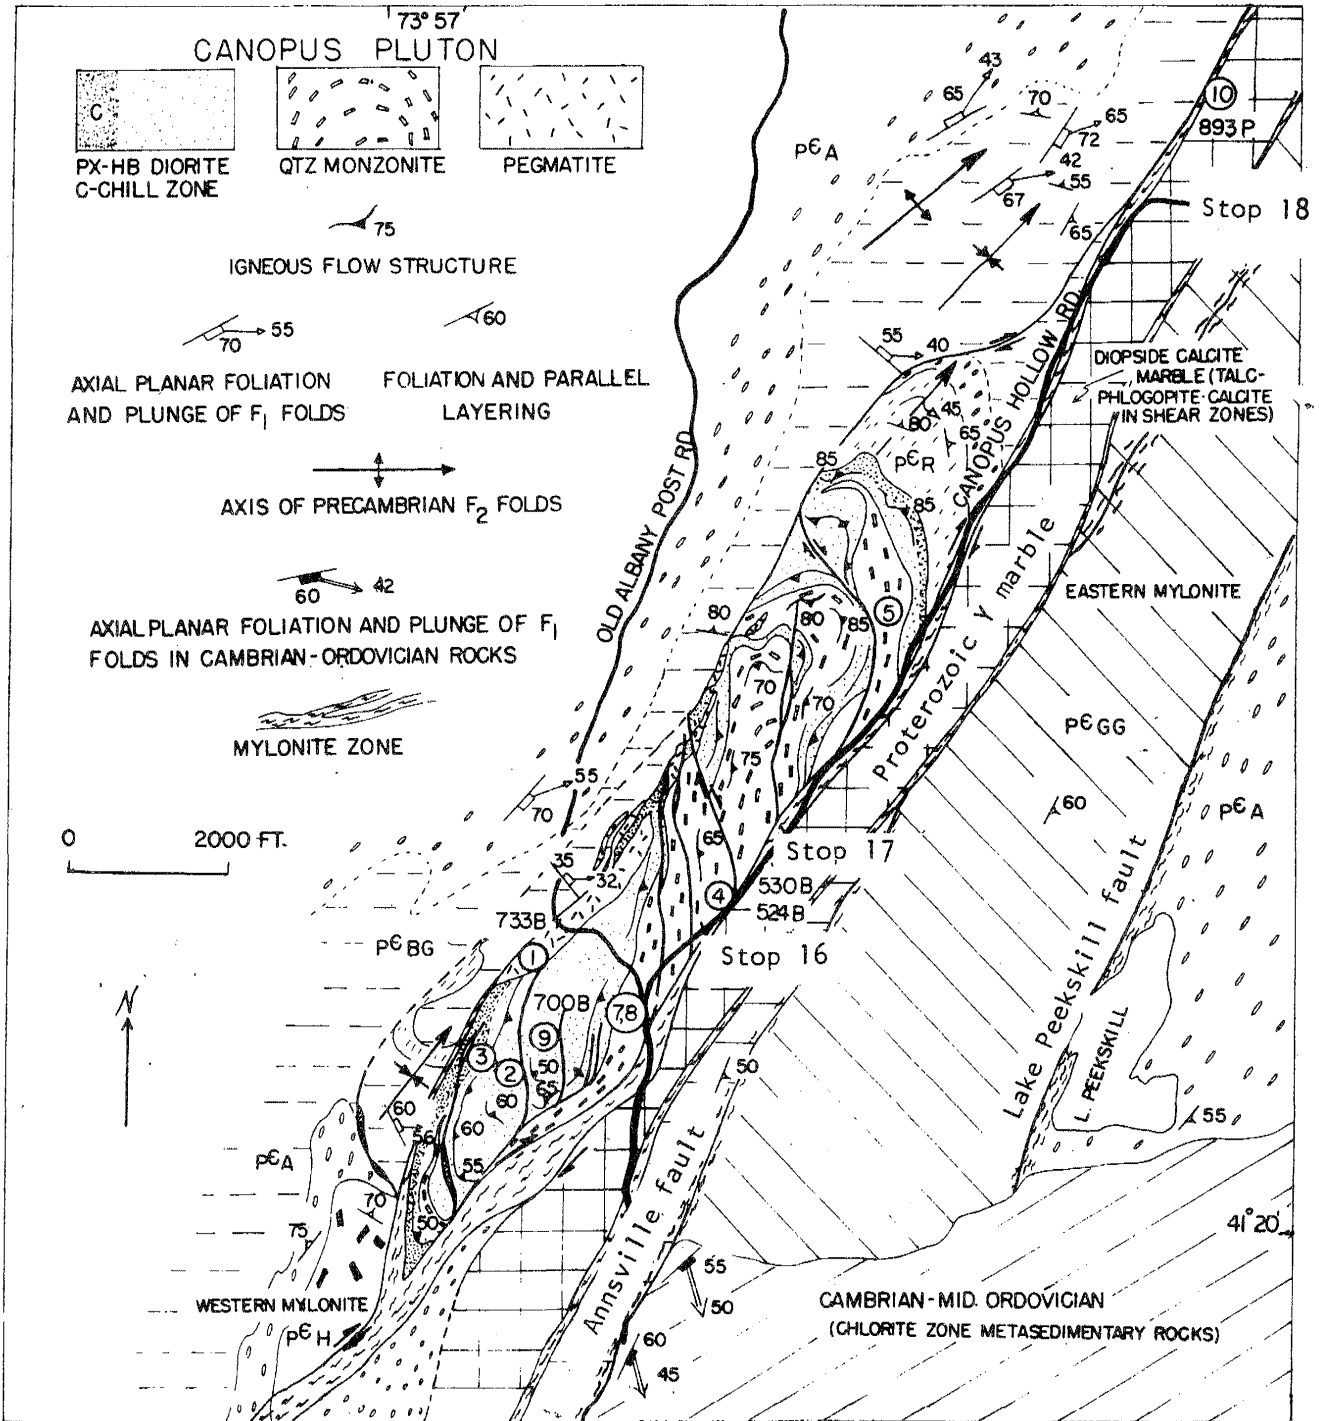 73° 57'
CANOPUS PLUTON
C
PX-HB DIORITE
C-CHILL ZONE
QTZ MONZONITE
PEGMATITE
75
IGNEOUS FLOW STRUCTURE
55
70
60
AXIAL PLANAR FOLIATION
AND PLUNGE OF F1 FOLDS
FOLIATION AND PARALLEL
LAYERING
AXIS OF PRECAMBRIAN F2 FOLDS
60
42
AXIAL PLANAR FOLIATION AND PLUNGE OF F1
FOLDS IN CAMBRIAN-ORDOVICIAN ROCKS
MYLONITE ZONE
0 2000 FT.
N
OLD ALBANY POST RD
43
65
70
65
72
42
55
67
65
p€A
10
893 P
Stop 18
CANOPUS HOLLOW RD
55
40
80
45
65
p€R
85
85
DIOPSIDE CALCITE
MARBLE (TALC-
PHLOGOPITE-CALCITE
IN SHEAR ZONES)
Proterozoic y marble
EASTERN MYLONITE
5
80
80
85
70
70
75
p€GG
60
p€A
55
70
65
Stop 17
35
32
4
530B
524B
Stop 16
733B
p€BG
1
700B
7,8
9
3
2
50
65
60
60
60
56
55
50
70
75
p€A
50
Lake Peekskill fault
L. PEEKSKILL
55
41° 20'
Annsville fault
55
50
60
45
WESTERN MYLONITE
p€H
CAMBRIAN-MID. ORDOVICIAN
(CHLORITE ZONE METASEDIMENTARY ROCKS)